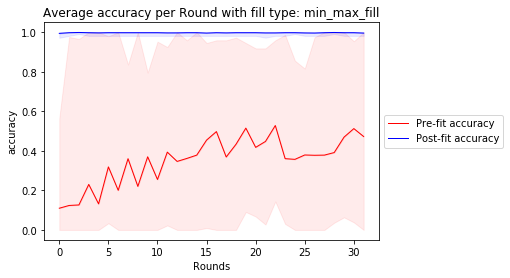 Average accuracy per Round with fill type: min_max_fill
1.0
0.8
0.6
0.4
0.2
0.0
accuracy
0
5
10
15
20
25
30
Rounds
Pre-fit accuracy
Post-fit accuracy